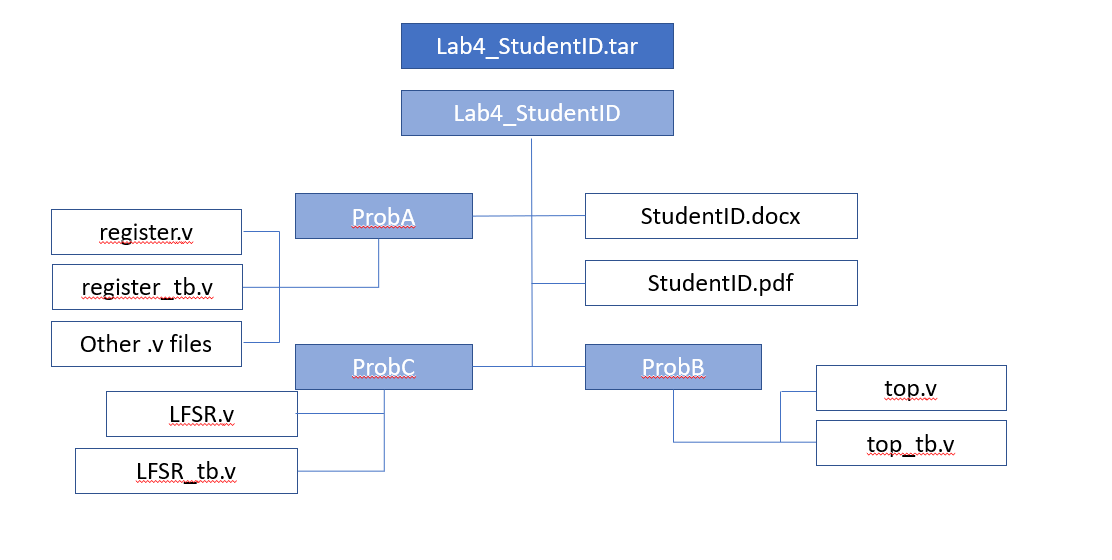 Lab4_StudentID.tar
Lab4_StudentID
ProbA
StudentID.docx
register.v
register_tb.v
StudentID.pdf
Other .v files
ProbC
ProbB
LFSR.v
top.v
LFSR_tb.v
top_tb.v